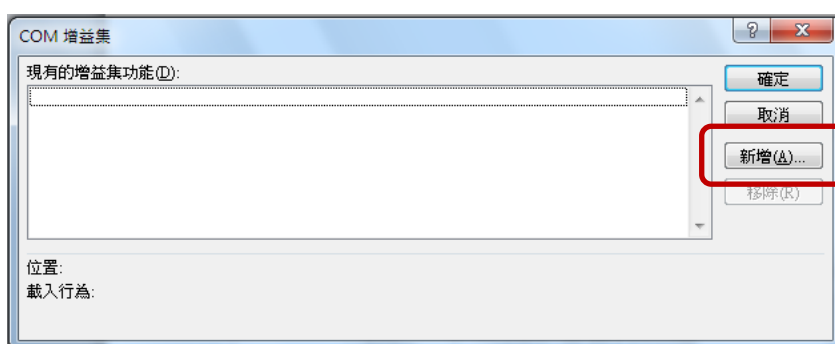 COM 增益集
現有的增益集功能(D):
確定
取消
新增(A)...
移除(R)
位置:
載入行為: